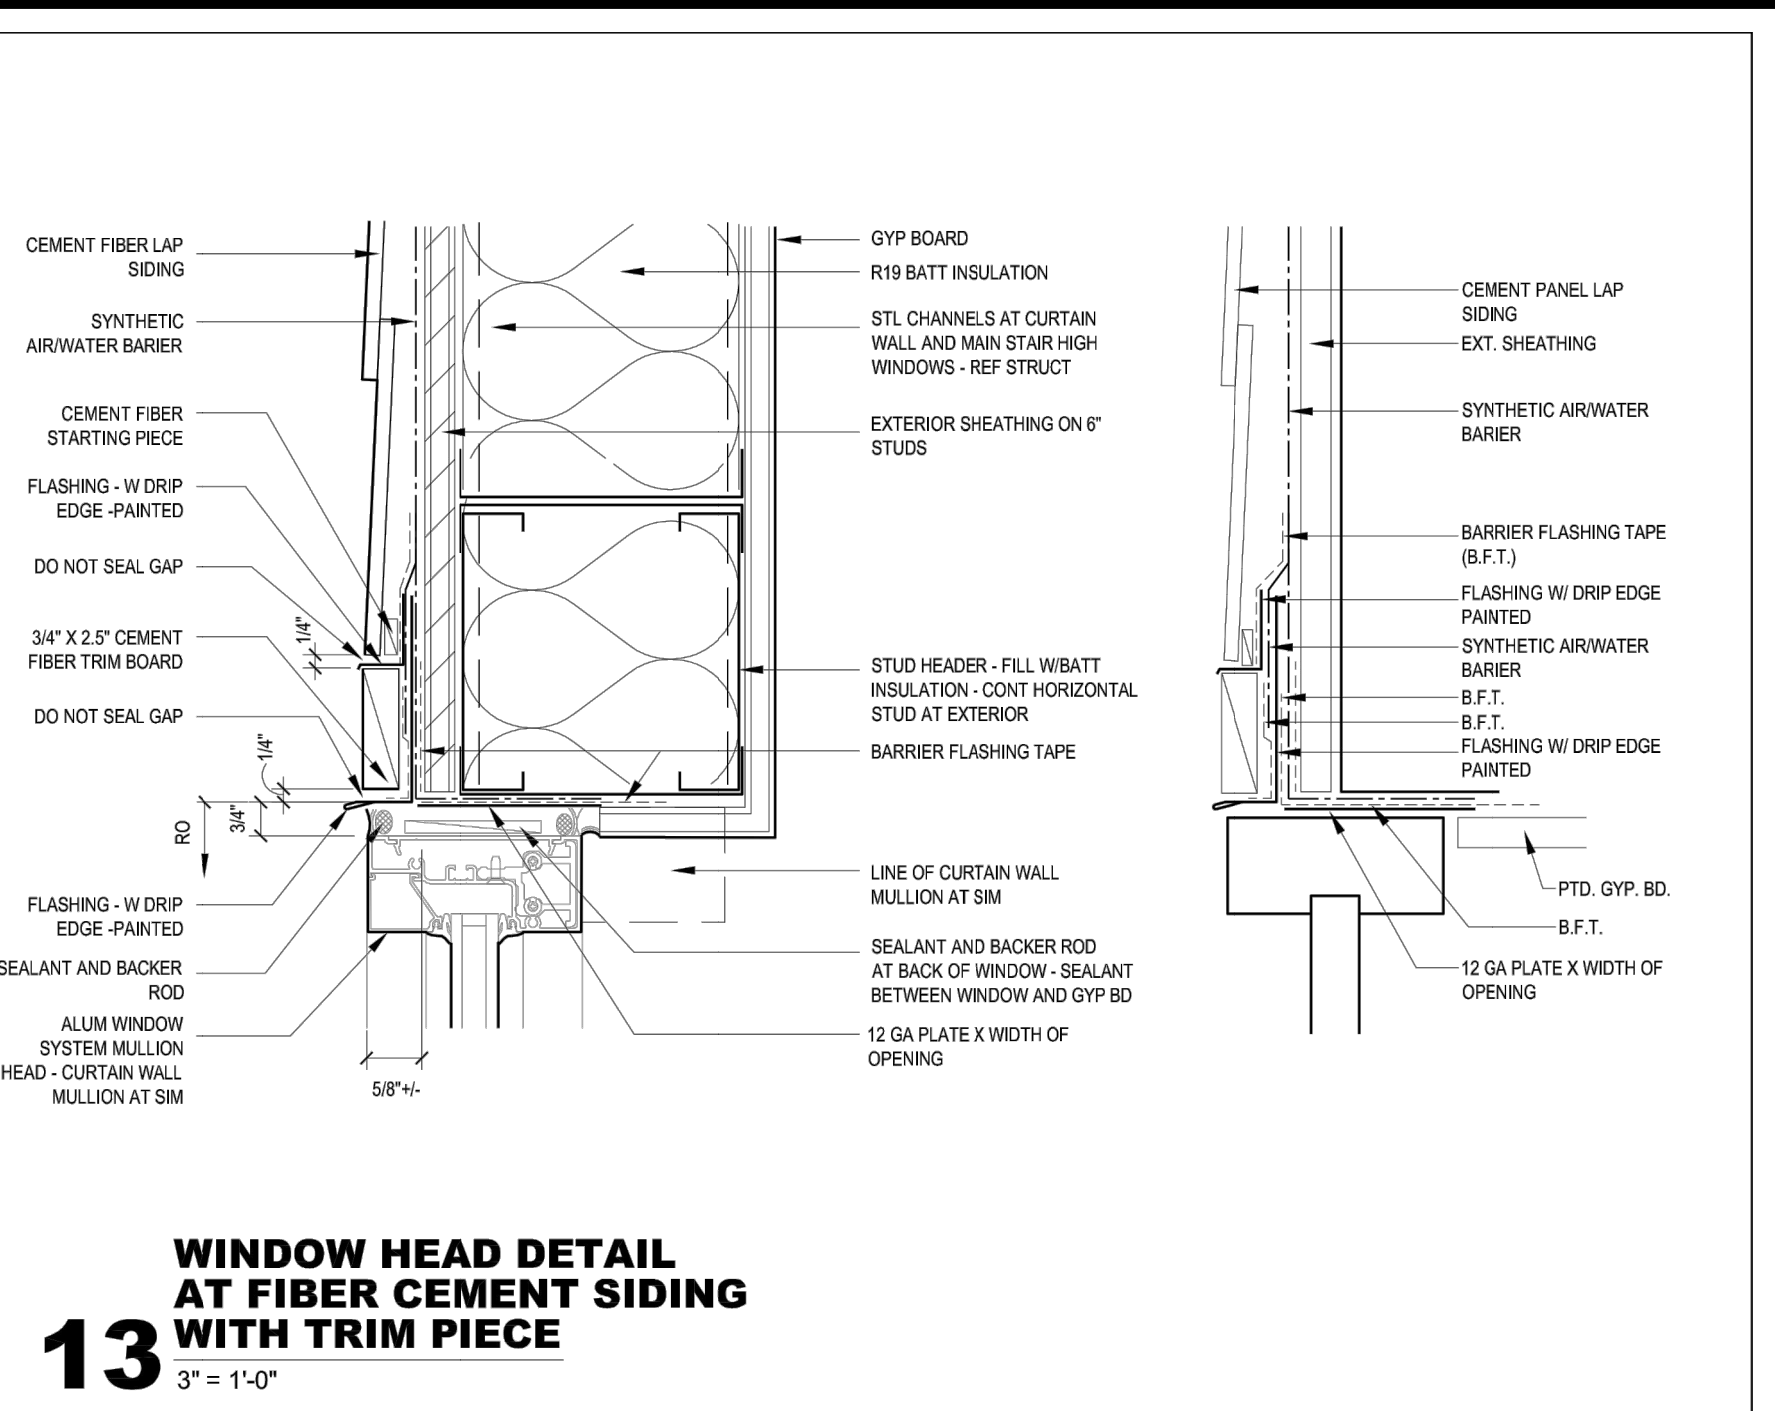 CEMENT FIBER LAP
SIDING
SYNTHETIC
AIR/WATER BARIER
CEMENT FIBER
STARTING PIECE
FLASHING - W DRIP
EDGE -PAINTED
DO NOT SEAL GAP
1/4"
3/4" X 2.5" CEMENT
FIBER TRIM BOARD
DO NOT SEAL GAP
1/4"
3/4"
RO
FLASHING - W DRIP
EDGE -PAINTED
SEALANT AND BACKER
ROD
ALUM WINDOW
SYSTEM MULLION
HEAD - CURTAIN WALL
MULLION AT SIM
5/8"+/-
GYP BOARD
R19 BATT INSULATION
STL CHANNELS AT CURTAIN
WALL AND MAIN STAIR HIGH
WINDOWS - REF STRUCT
EXTERIOR SHEATHING ON 6"
STUDS
STUD HEADER - FILL W/BATT
INSULATION - CONT HORIZONTAL
STUD AT EXTERIOR
BARRIER FLASHING TAPE
LINE OF CURTAIN WALL
MULLION AT SIM
SEALANT AND BACKER ROD
AT BACK OF WINDOW - SEALANT
BETWEEN WINDOW AND GYP BD
12 GA PLATE X WIDTH OF
OPENING
CEMENT PANEL LAP
SIDING
EXT. SHEATHING
SYNTHETIC AIR/WATER
BARIER
BARRIER FLASHING TAPE
(B.F.T.)
FLASHING W/ DRIP EDGE
PAINTED
SYNTHETIC AIR/WATER
BARIER
B.F.T.
B.F.T.
FLASHING W/ DRIP EDGE
PAINTED
PTD. GYP. BD.
B.F.T.
12 GA PLATE X WIDTH OF
OPENING
13
WINDOW HEAD DETAIL
AT FIBER CEMENT SIDING
WITH TRIM PIECE
3" = 1'-0"